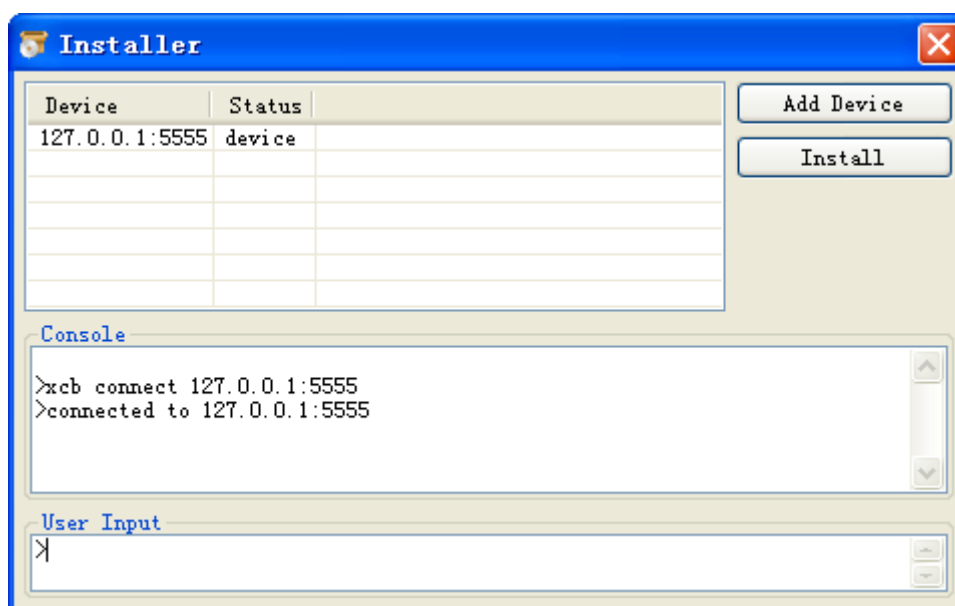 Installer
Device Status
Add Device
127.0.0.1:5555 device
Install
Console
>xcb connect 127.0.0.1:5555
>connected to 127.0.0.1:5555
User Input
>